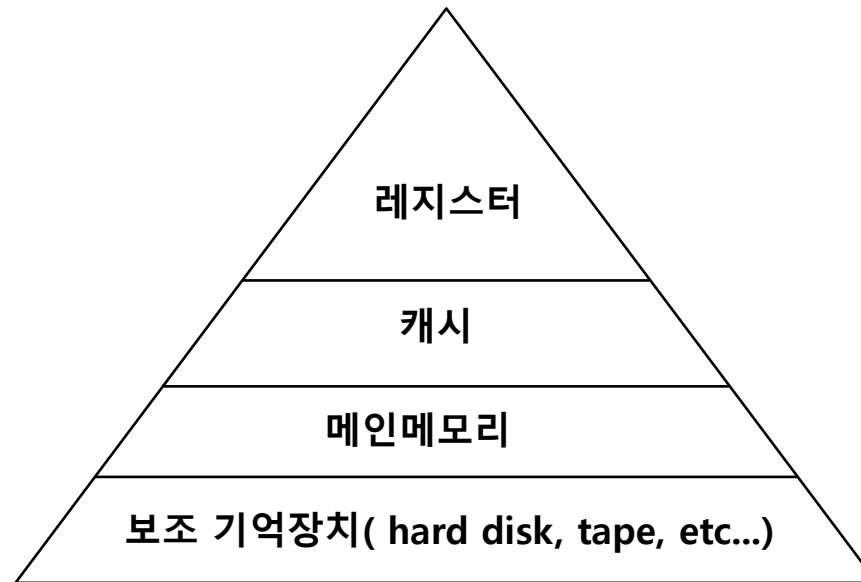 레지스터
캐시
메인메모리
보조 기억장치( hard disk, tape, etc...)